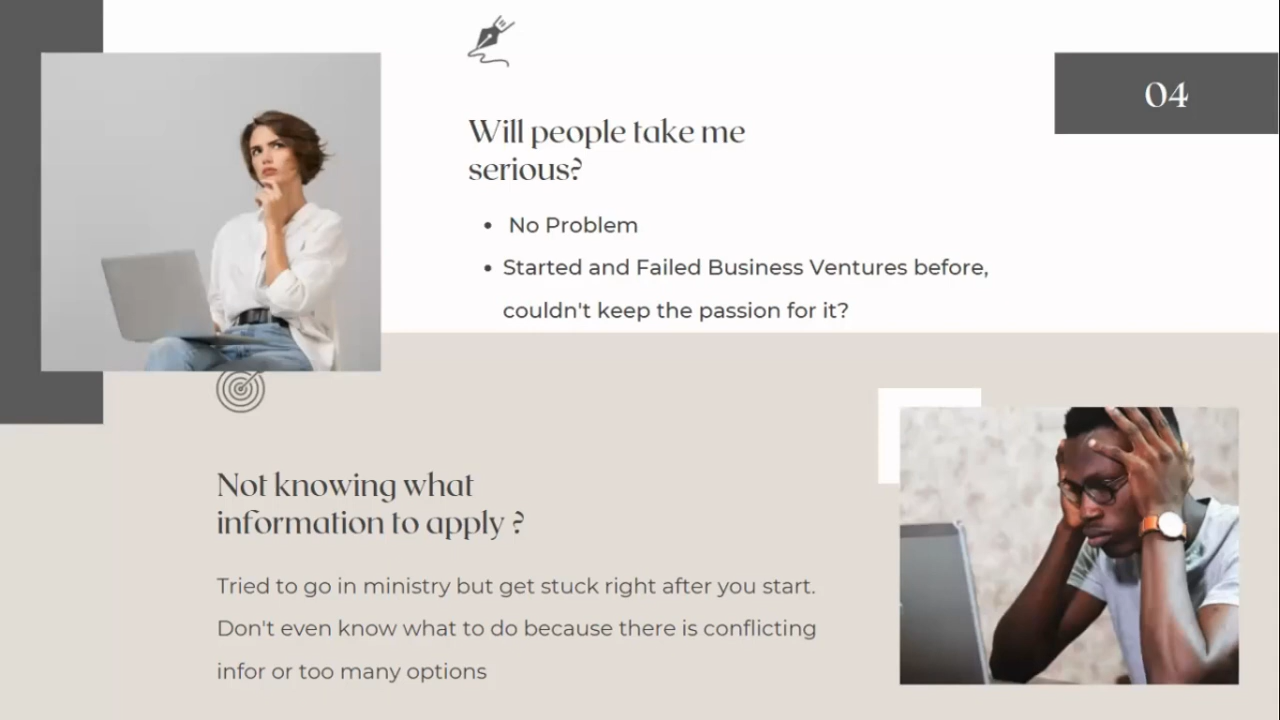 04
Will people take me
serious?
• No Problem
• Started and Failed Business Ventures before,
couldn't keep the passion for it?
Not knowing what
information to apply ?
Tried to go in ministry but get stuck right after you start.
Don't even know what to do because there is conflicting
infor or too many options